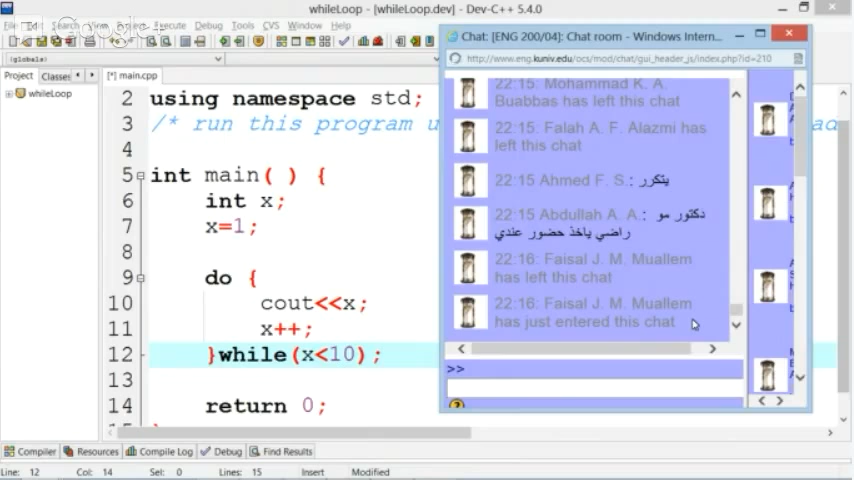 whileLoop - [whileLoop.dev] - Dev-C++ 5.4.0
File Edit Search View Project Execute Debug Tools CVS Window Help
(globals)
Project Classes [*] main.cpp
whileLoop
2 using namespace std;
3 /* run this program u
4
5 int main( ) {
6 int x;
7 x=1;
8
9 do {
10 cout<<x;
11 x++;
12 }while(x<10);
13
14 return 0;
Chat: [ENG 200/04]: Chat room - Windows Intern...
http://www.eng.kuniv.edu/ocs/mod/chat/gui_header_js/index.php?id=210
22:15: Mohammad K. A.
Buabbas has left this chat
22:15: Falah A. F. Alazmi has
left this chat
22:15 Ahmed F. S.: يتكرر
22:15 Abdullah A. A.: دكتور مو
راضي ياخذ حضور عندي
22:16: Faisal J. M. Muallem
has left this chat
22:16: Faisal J. M. Muallem
has just entered this chat
>>
Compiler Resources Compile Log Debug Find Results
Line: 12 Col: 14 Sel: 0 Lines: 15 Insert Modified